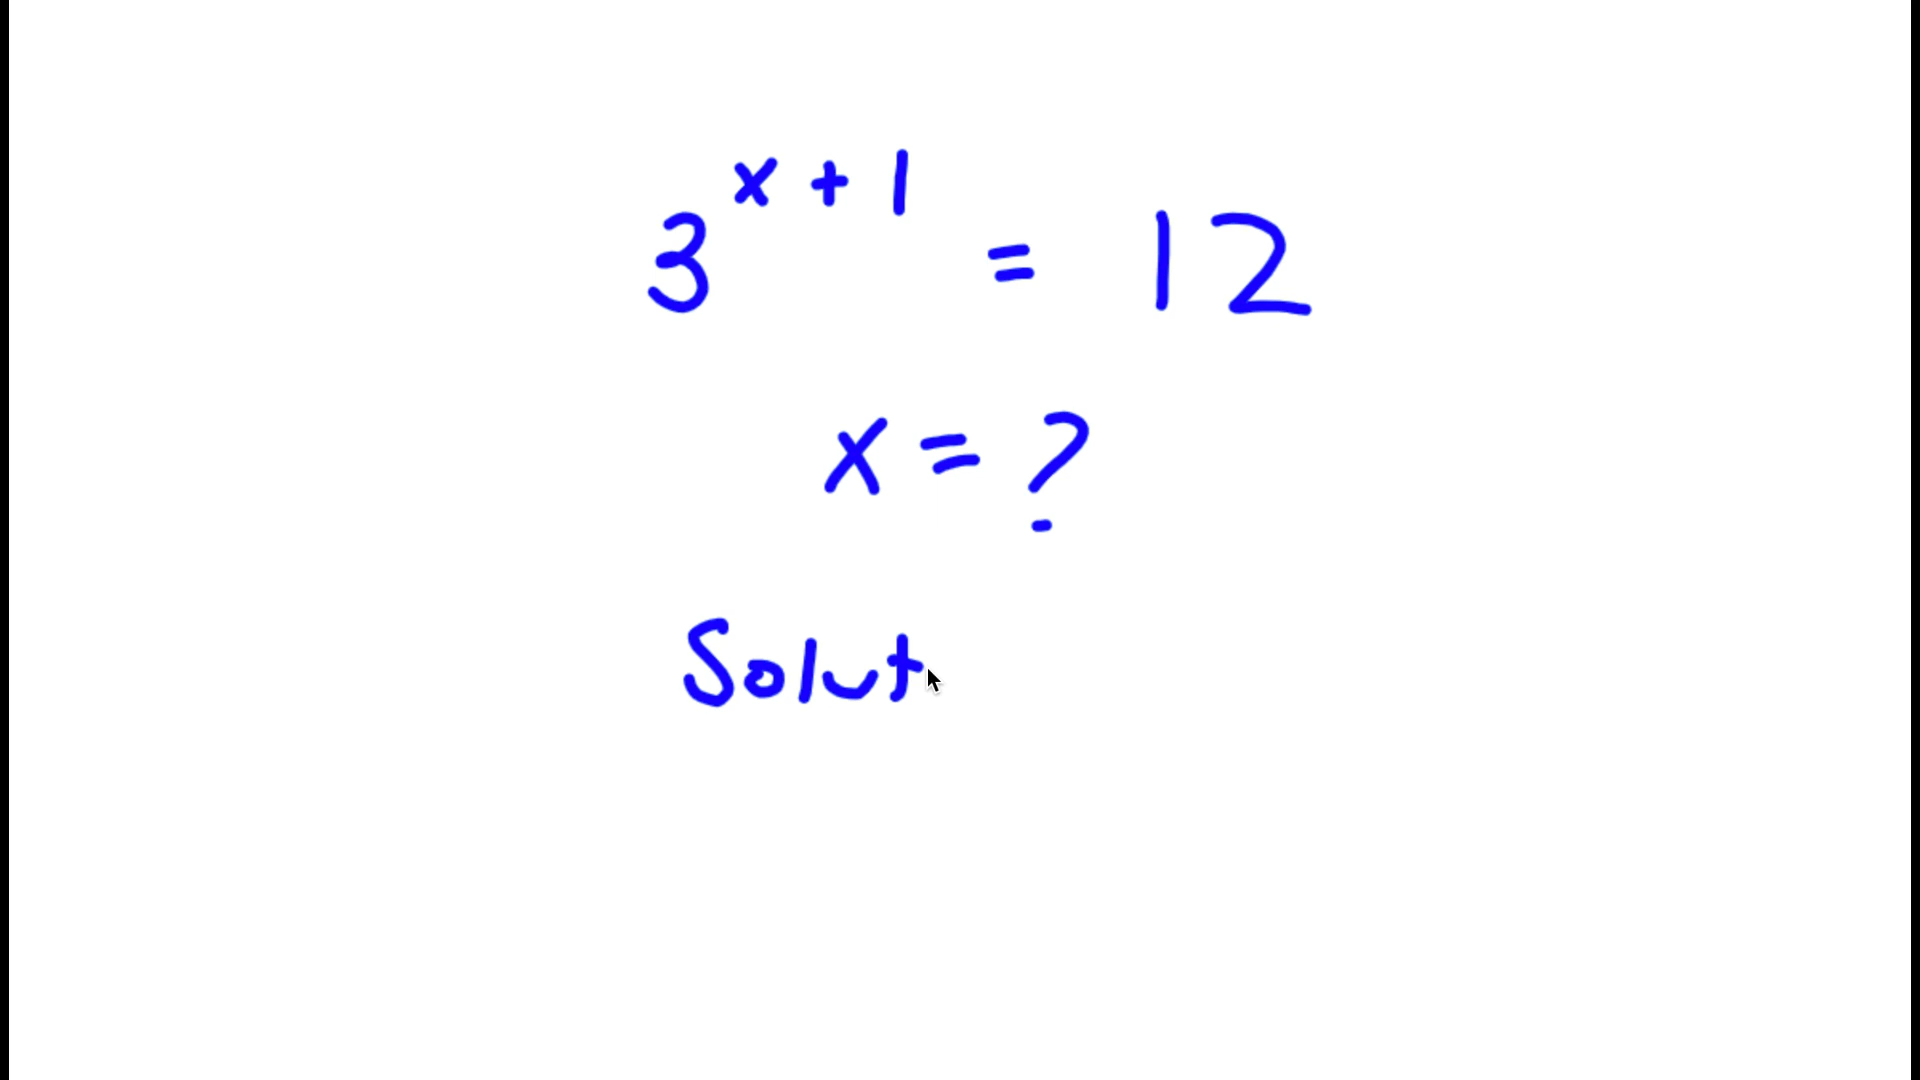 3^{x + 1} = 12
x = ?
Solut